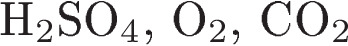 H₂SO₄, O₂, CO₂